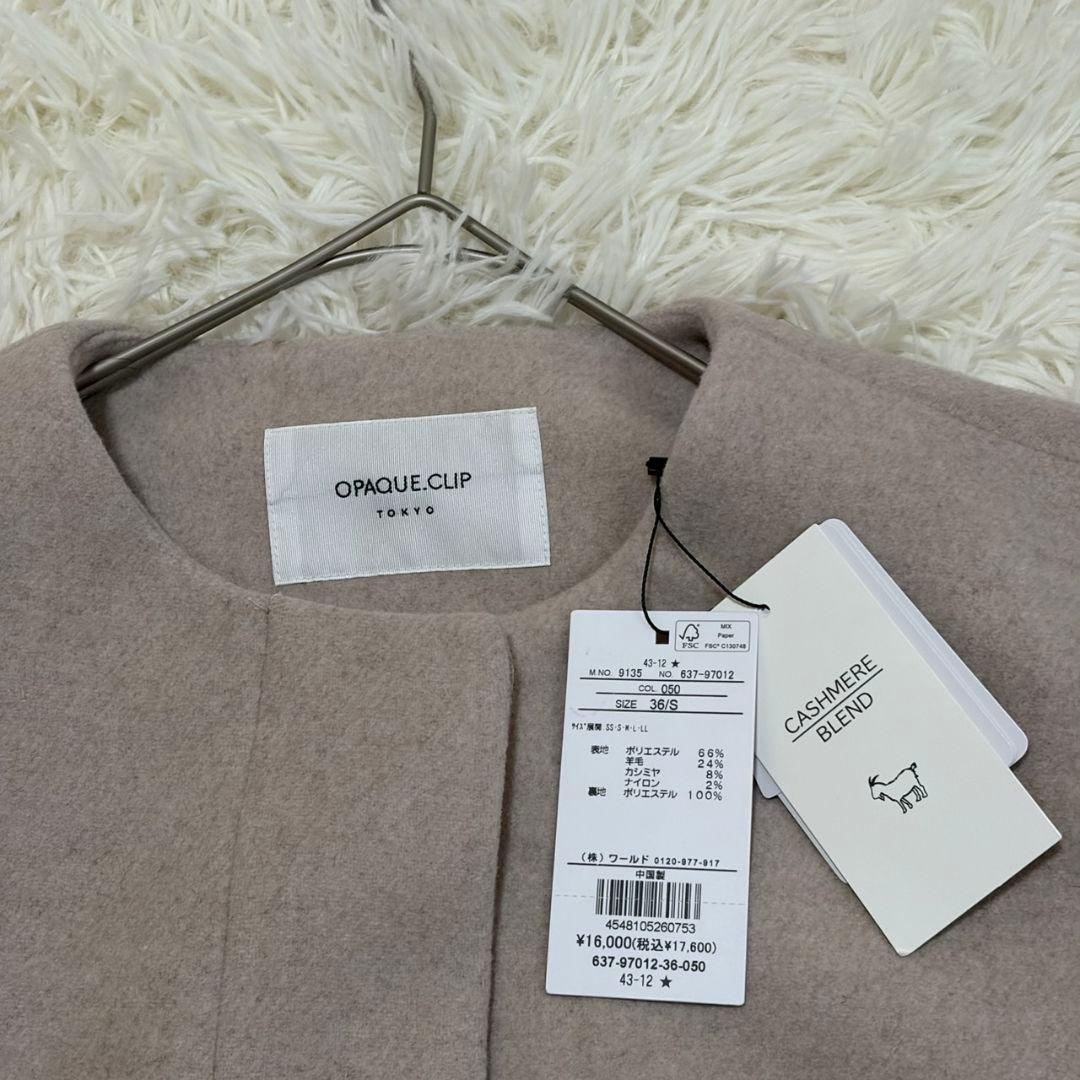 OPAQUE.CLIP
TOKYO
FSC
MIX
Paper
FSC® C130748
43-12 ★
M NO. 9135 NO. 637-97012
COL. 050
SIZE 36/S
ｻｲｽﾞ展開 SS・S・M・L・LL
表地 ポリエステル 66%
羊毛 24%
カシミヤ 8%
ナイロン 2%
裏地 ポリエステル 100%
(株)ワールド 0120-977-917
中国製
4548105260753
¥16,000(税込¥17,600)
637-97012-36-050
43-12 ★
CASHMERE
BLEND